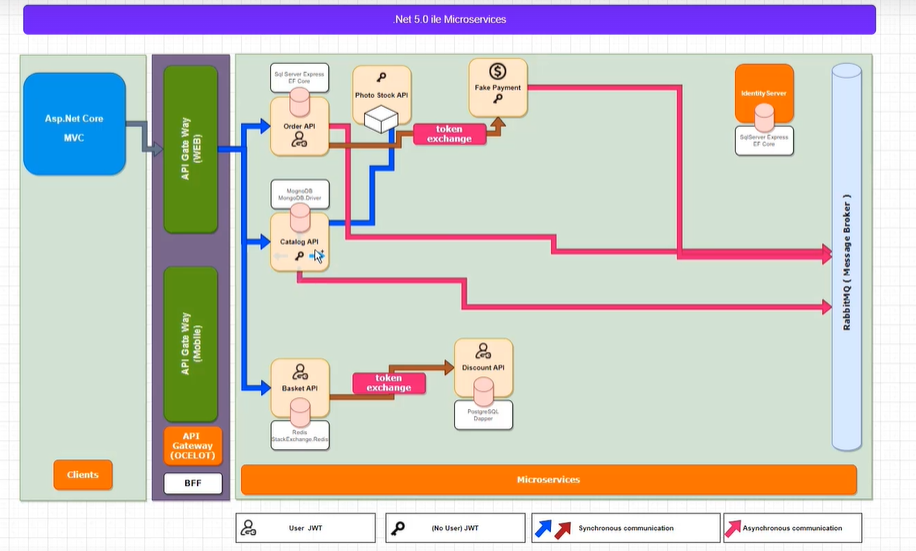 .Net 5.0 ile Microservices
Asp.Net Core
MVC
Clients
API Gate Way
(WEB)
API Gate Way
(Mobile)
API
Gateway
(OCELOT)
BFF
Sql Server Express
EF Core
Order API
Photo Stock API
Fake Payment
token
exchange
Identity Server
SqlServer Express
EF Core
MognoDB
MongoDB.Driver
Catalog API
Basket API
Redis
StackExchange.Redis
token
exchange
Discount API
PostgreSQL
Dapper
RabbitMQ ( Message Broker )
Microservices
User JWT
(No User) JWT
Synchronous communication
Asynchronous communication